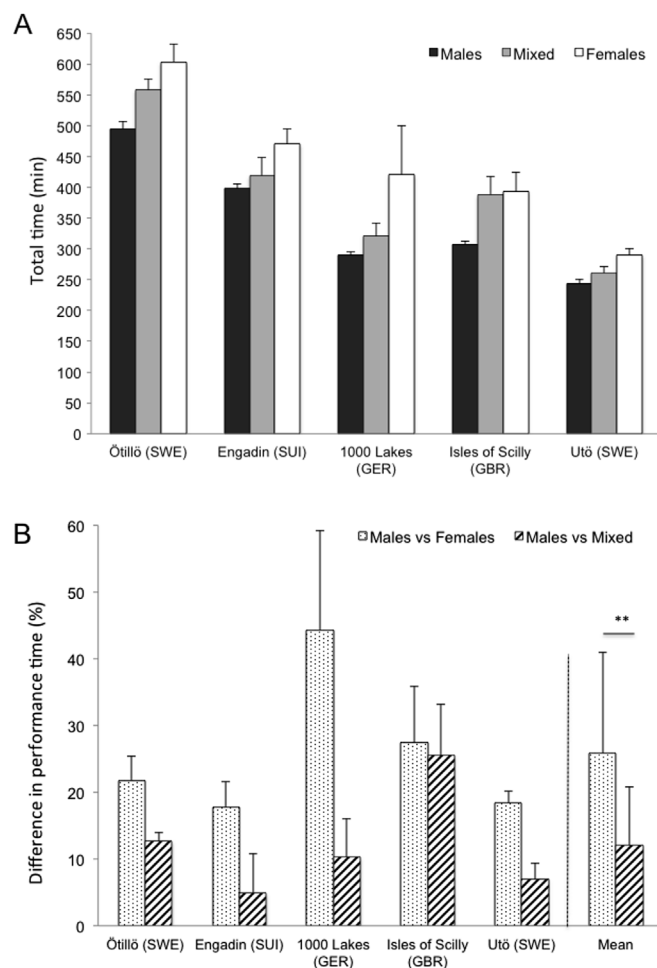 A
650
600
550
500
450
400
350
300
250
200
150
100
50
0
Total time (min)
Males Mixed Females
Ötillö (SWE) Engadin (SUI) 1000 Lakes Isles of Scilly Utö (SWE)
(GER) (GBR)
B
60
50
40
30
20
10
0
Difference in performance time (%)
Males vs Females Males vs Mixed
**
Ötillö (SWE) Engadin (SUI) 1000 Lakes Isles of Scilly Utö (SWE) Mean
(GER) (GBR)